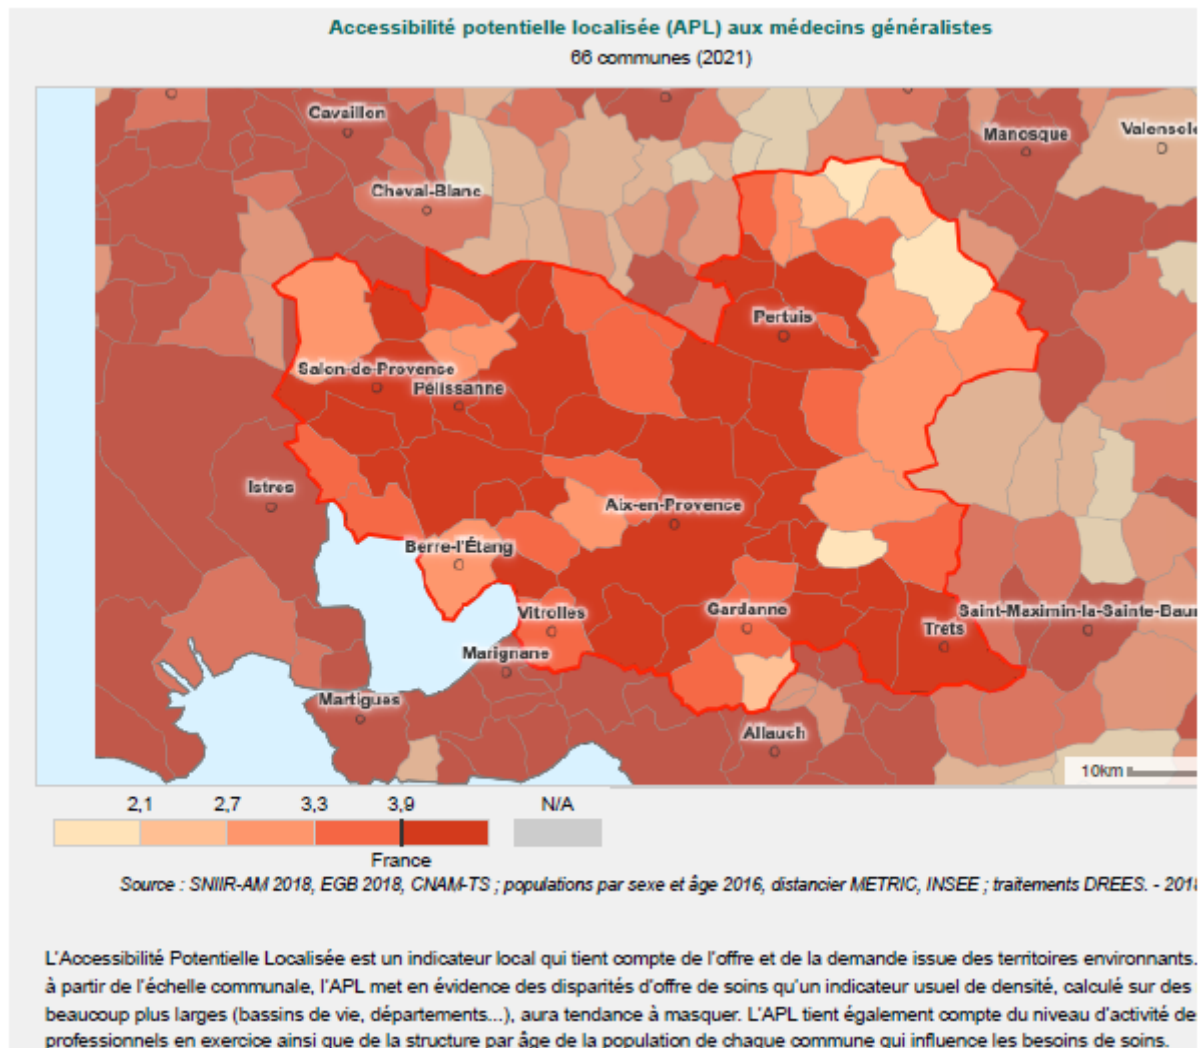 Accessibilité potentielle localisée (APL) aux médecins généralistes
66 communes (2021)
Cavaillon
Manosque
Valensole
Cheval-Blanc
Pertuis
Salon-de-Provence
Pélissanne
Istres
Aix-en-Provence
Berre-l'Étang
Vitrolles
Gardanne
Saint-Maximin-la-Sainte-Bau
Trets
Marignane
Martigues
Allauch
10km
2,1 2,7 3,3 3,9 N/A
France
Source : SNIIR-AM 2018, EGB 2018, CNAM-TS ; populations par sexe et âge 2016, distancier METRIC, INSEE ; traitements DREES. - 2018
L'Accessibilité Potentielle Localisée est un indicateur local qui tient compte de l'offre et de la demande issue des territoires environnants.
à partir de l'échelle communale, l'APL met en évidence des disparités d'offre de soins qu'un indicateur usuel de densité, calculé sur des
beaucoup plus larges (bassins de vie, départements...), aura tendance à masquer. L'APL tient également compte du niveau d'activité de
professionnels en exercice ainsi que de la structure par âge de la population de chaque commune qui influence les besoins de soins.